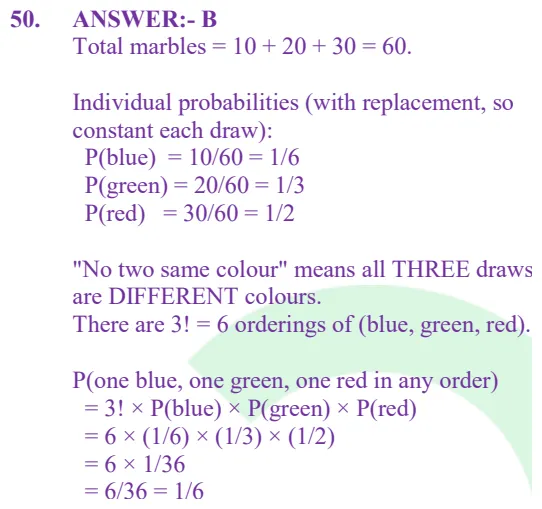 50. ANSWER:- B
Total marbles = 10 + 20 + 30 = 60.
Individual probabilities (with replacement, so
constant each draw):
P(blue) = 10/60 = 1/6
P(green) = 20/60 = 1/3
P(red) = 30/60 = 1/2
"No two same colour" means all THREE draws
are DIFFERENT colours.
There are 3! = 6 orderings of (blue, green, red).
P(one blue, one green, one red in any order)
= 3! × P(blue) × P(green) × P(red)
= 6 × (1/6) × (1/3) × (1/2)
= 6 × 1/36
= 6/36 = 1/6